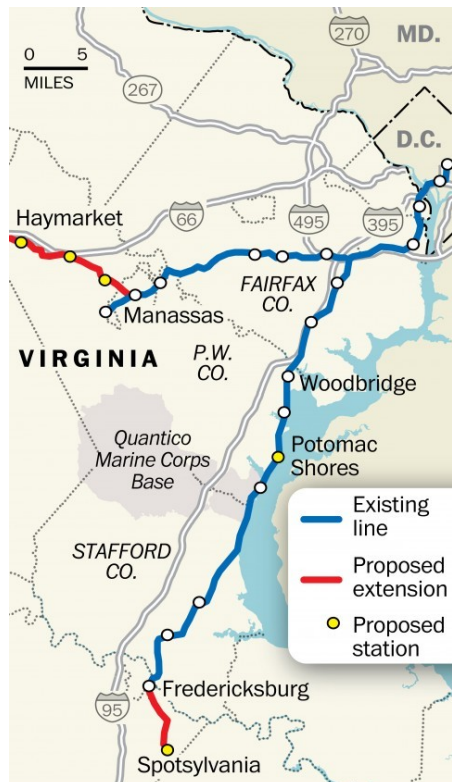 0 5
MILES
270
MD.
267
D.C.
Haymarket
66
495
395
FAIRFAX
CO.
Manassas
VIRGINIA
P.W.
CO.
Woodbridge
Quantico
Marine Corps
Base
Potomac
Shores
Existing
line
STAFFORD
CO.
Proposed
extension
Proposed
station
Fredericksburg
95
Spotsylvania